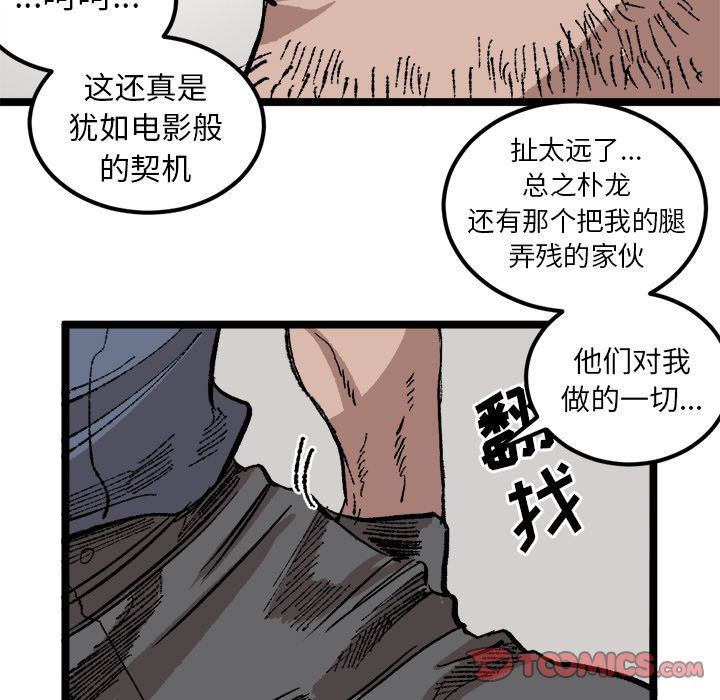 ...呵呵...
这还真是
犹如电影般
的契机
扯太远了...
总之朴龙
还有那个把我的腿
弄残的家伙
他们对我
做的一切...
翻
找
TOOMICS.COM